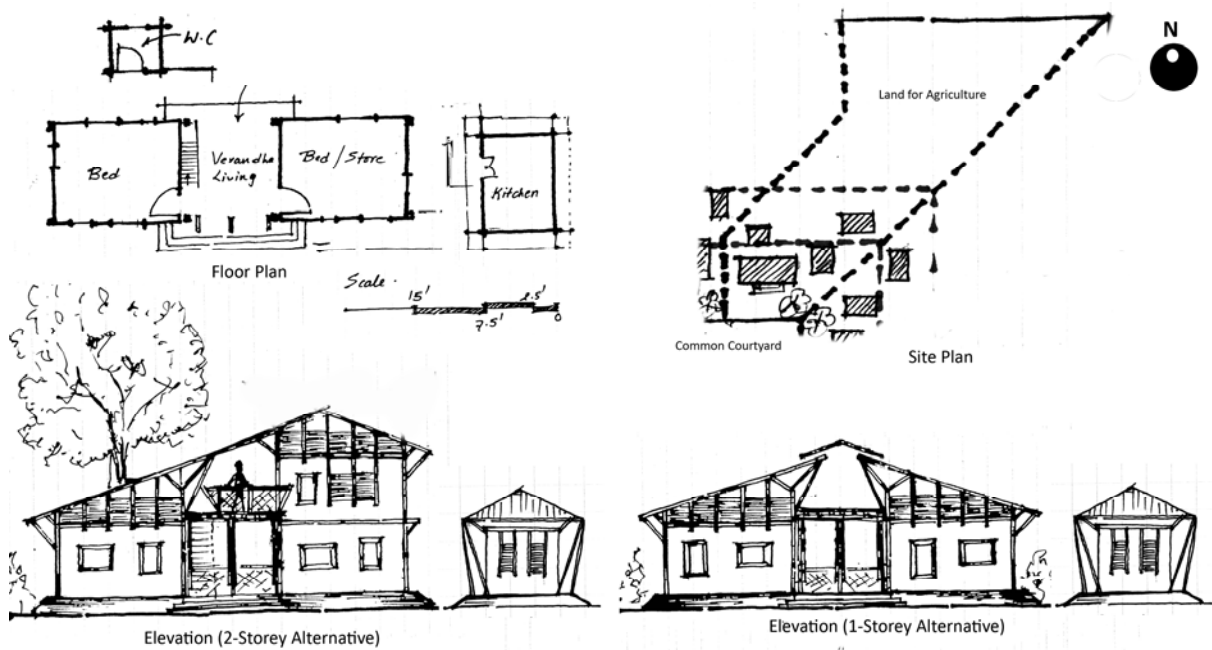 W.C
Bed
Verandha
Living
Bed / Store
Kitchen
Floor Plan
Scale.
15'
7.5'
2.5'
0
N
Land for Agriculture
Common Courtyard
Site Plan
Elevation (2-Storey Alternative)
Elevation (1-Storey Alternative)